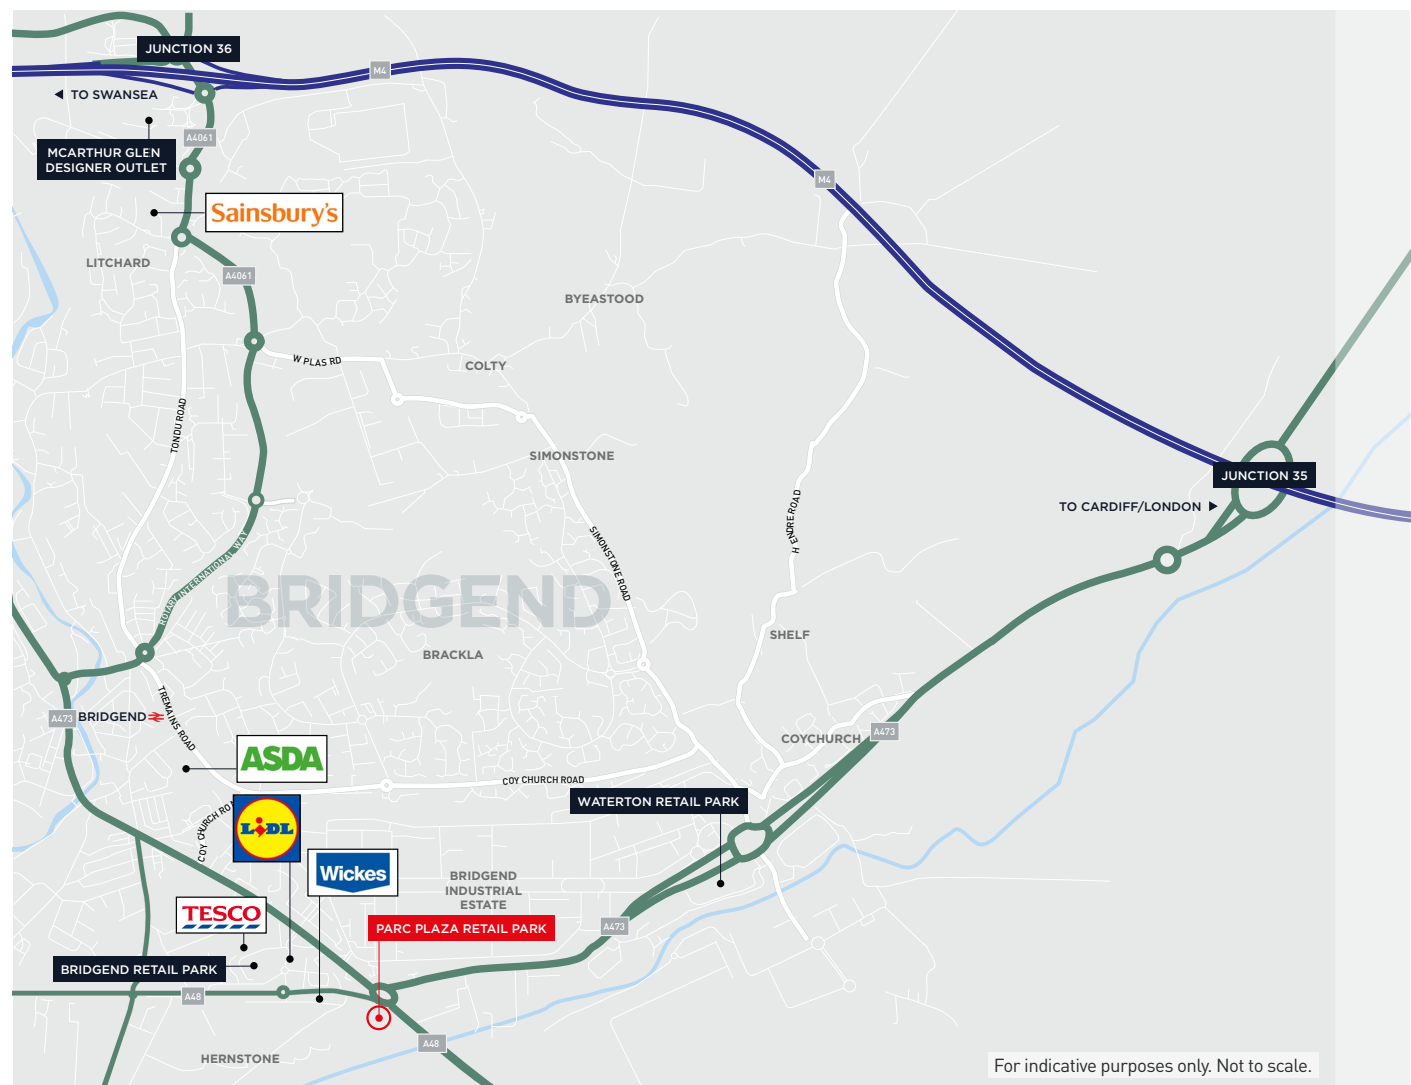 JUNCTION 36
M4
TO SWANSEA
A4061
MCARTHUR GLEN
DESIGNER OUTLET
M4
Sainsbury's
LITCHARD
A4061
BYEASTOOD
W PLAS RD
COLTY
TONDU ROAD
SIMONSTONE
JUNCTION 35
TO CARDIFF/LONDON
H ENDRE ROAD
SIMONSTONE ROAD
ROTARY INTERNATIONAL WAY
BRIDGEND
SHELF
BRACKLA
A473
BRIDGEND
TREMAINS ROAD
COYCHURCH
A473
ASDA
COY CHURCH ROAD
WATERTON RETAIL PARK
COY CHURCH ROA
LIDL
Wickes
BRIDGEND
INDUSTRIAL
ESTATE
TESCO
PARC PLAZA RETAIL PARK
A473
BRIDGEND RETAIL PARK
A48
A48
HERNSTONE
For indicative purposes only. Not to scale.